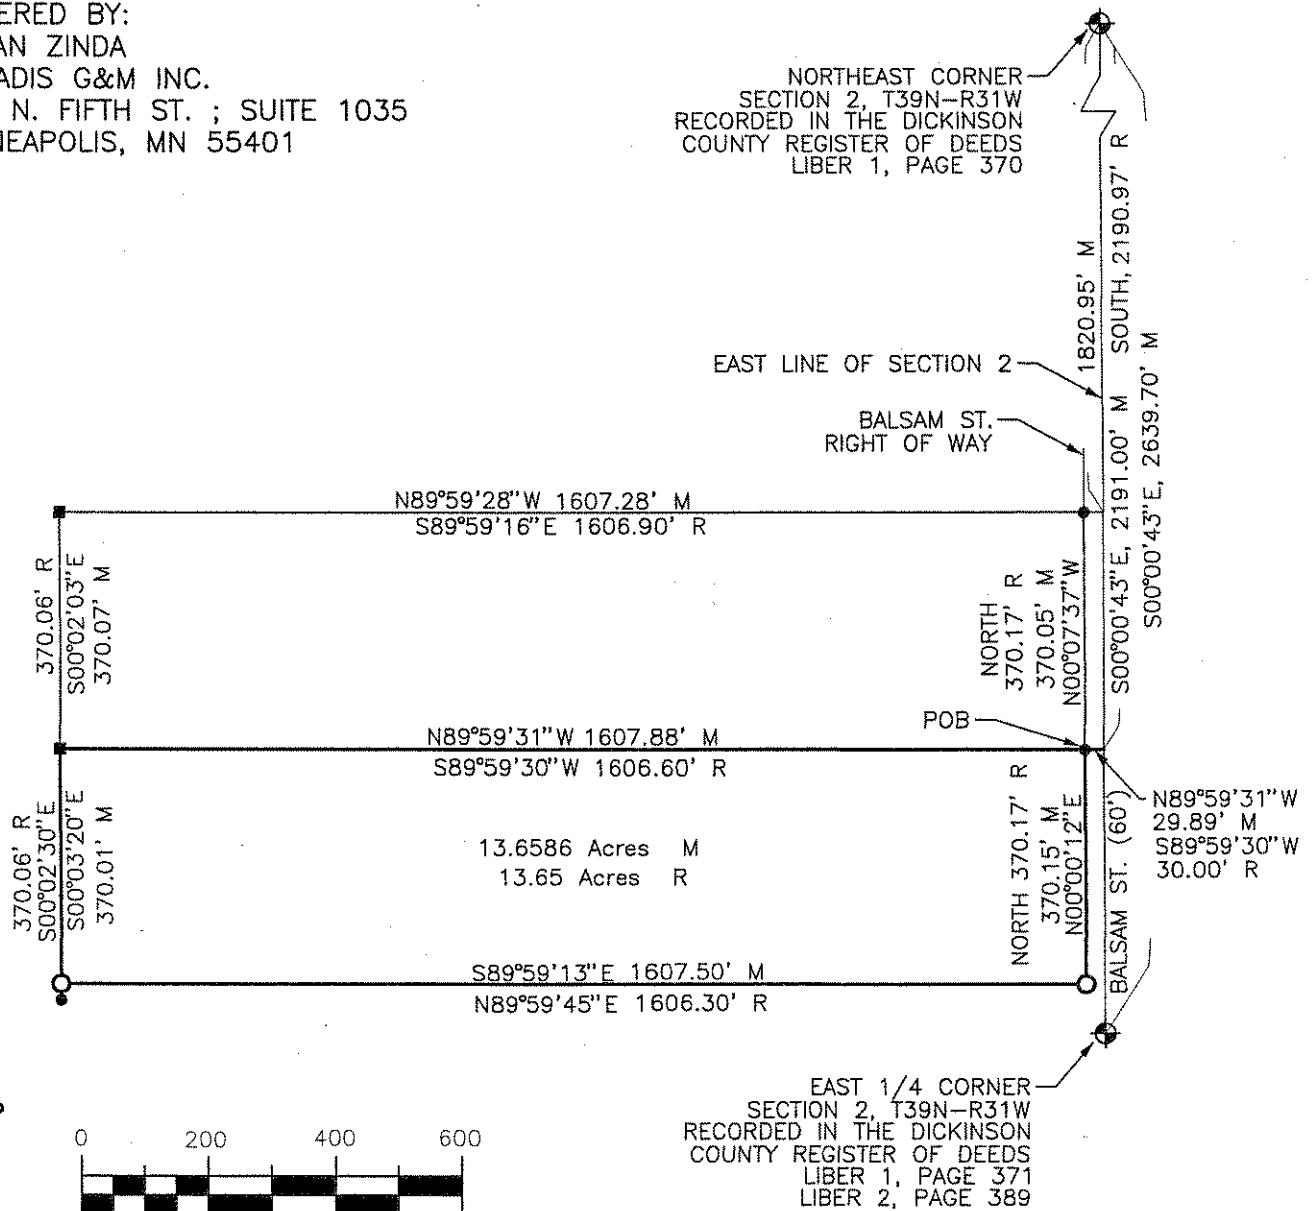 ERED BY:
AN ZINDA
ADIS G&M INC.
N. FIFTH ST. ; SUITE 1035
NEAPOLIS, MN 55401
NORTHEAST CORNER
SECTION 2, T39N-R31W
RECORDED IN THE DICKINSON
COUNTY REGISTER OF DEEDS
LIBER 1, PAGE 370
1820.95' M
SOUTH, 2190.97' R
S00°00'43"E, 2191.00' M
S00°00'43"E, 2639.70' M
EAST LINE OF SECTION 2
BALSAM ST.
RIGHT OF WAY
N89°59'28"W 1607.28' M
S89°59'16"E 1606.90' R
370.06' R
S00°02'03"E
370.07' M
NORTH
370.17' R
370.05' M
N00°07'37"W
POB
N89°59'31"W 1607.88' M
S89°59'30"W 1606.60' R
N89°59'31"W
29.89' M
S89°59'30"W
30.00' R
370.06' R
S00°02'30"E
S00°03'20"E
370.01' M
13.6586 Acres M
13.65 Acres R
NORTH 370.17' R
370.15' M
N00°00'12"E
BALSAM ST. (60')
S89°59'13"E 1607.50' M
N89°59'45"E 1606.30' R
EAST 1/4 CORNER
SECTION 2, T39N-R31W
RECORDED IN THE DICKINSON
COUNTY REGISTER OF DEEDS
LIBER 1, PAGE 371
LIBER 2, PAGE 389
0 200 400 600